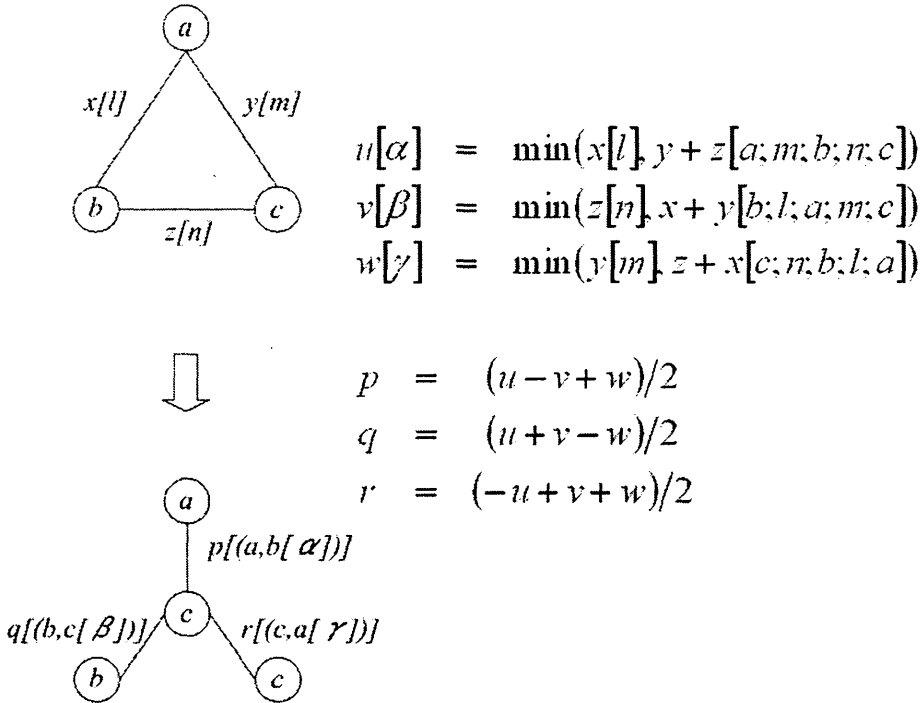 a
x[l]
y[m]
b
c
z[n]
u[α] = min(x[l], y + z[a; m; b; n; c])
v[β] = min(z[n], x + y[b; l; a; m; c])
w[γ] = min(y[m], z + x[c; n; b; l; a])
p = (u − v + w)/2
q = (u + v − w)/2
r = (−u + v + w)/2
a
p[(a,b[α])]
c
q[(b,c[β])]
r[(c,a[γ])]
b
c